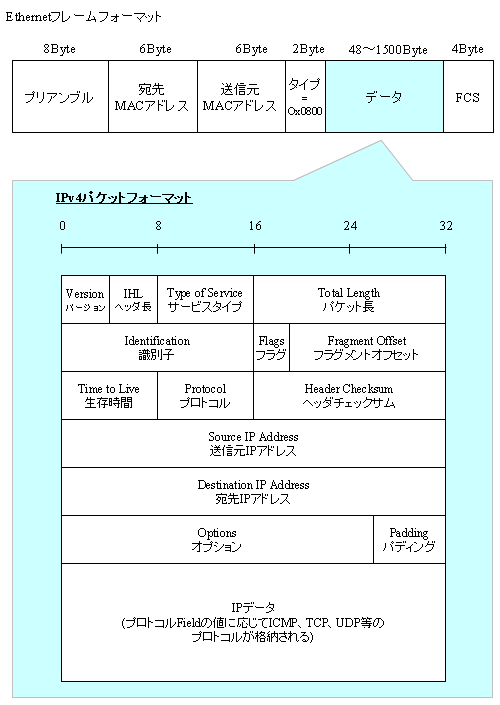 Ethernetフレームフォーマット
8Byte 6Byte 6Byte 2Byte 48～1500Byte 4Byte
プリアンブル
宛先
MACアドレス
送信元
MACアドレス
タイプ
=
Ox0800
データ
FCS
IPv4パケットフォーマット
0 8 16 24 32
Version
バージョン
IHL
ヘッダ長
Type of Service
サービスタイプ
Total Length
パケット長
Identification
識別子
Flags
フラグ
Fragment Offset
フラグメントオフセット
Time to Live
生存時間
Protocol
プロトコル
Header Checksum
ヘッダチェックサム
Source IP Address
送信元IPアドレス
Destination IP Address
宛先IPアドレス
Options
オプション
Padding
パディング
IPデータ
(プロトコルFieldの値に応じてICMP、TCP、UDP等の
プロトコルが格納される)